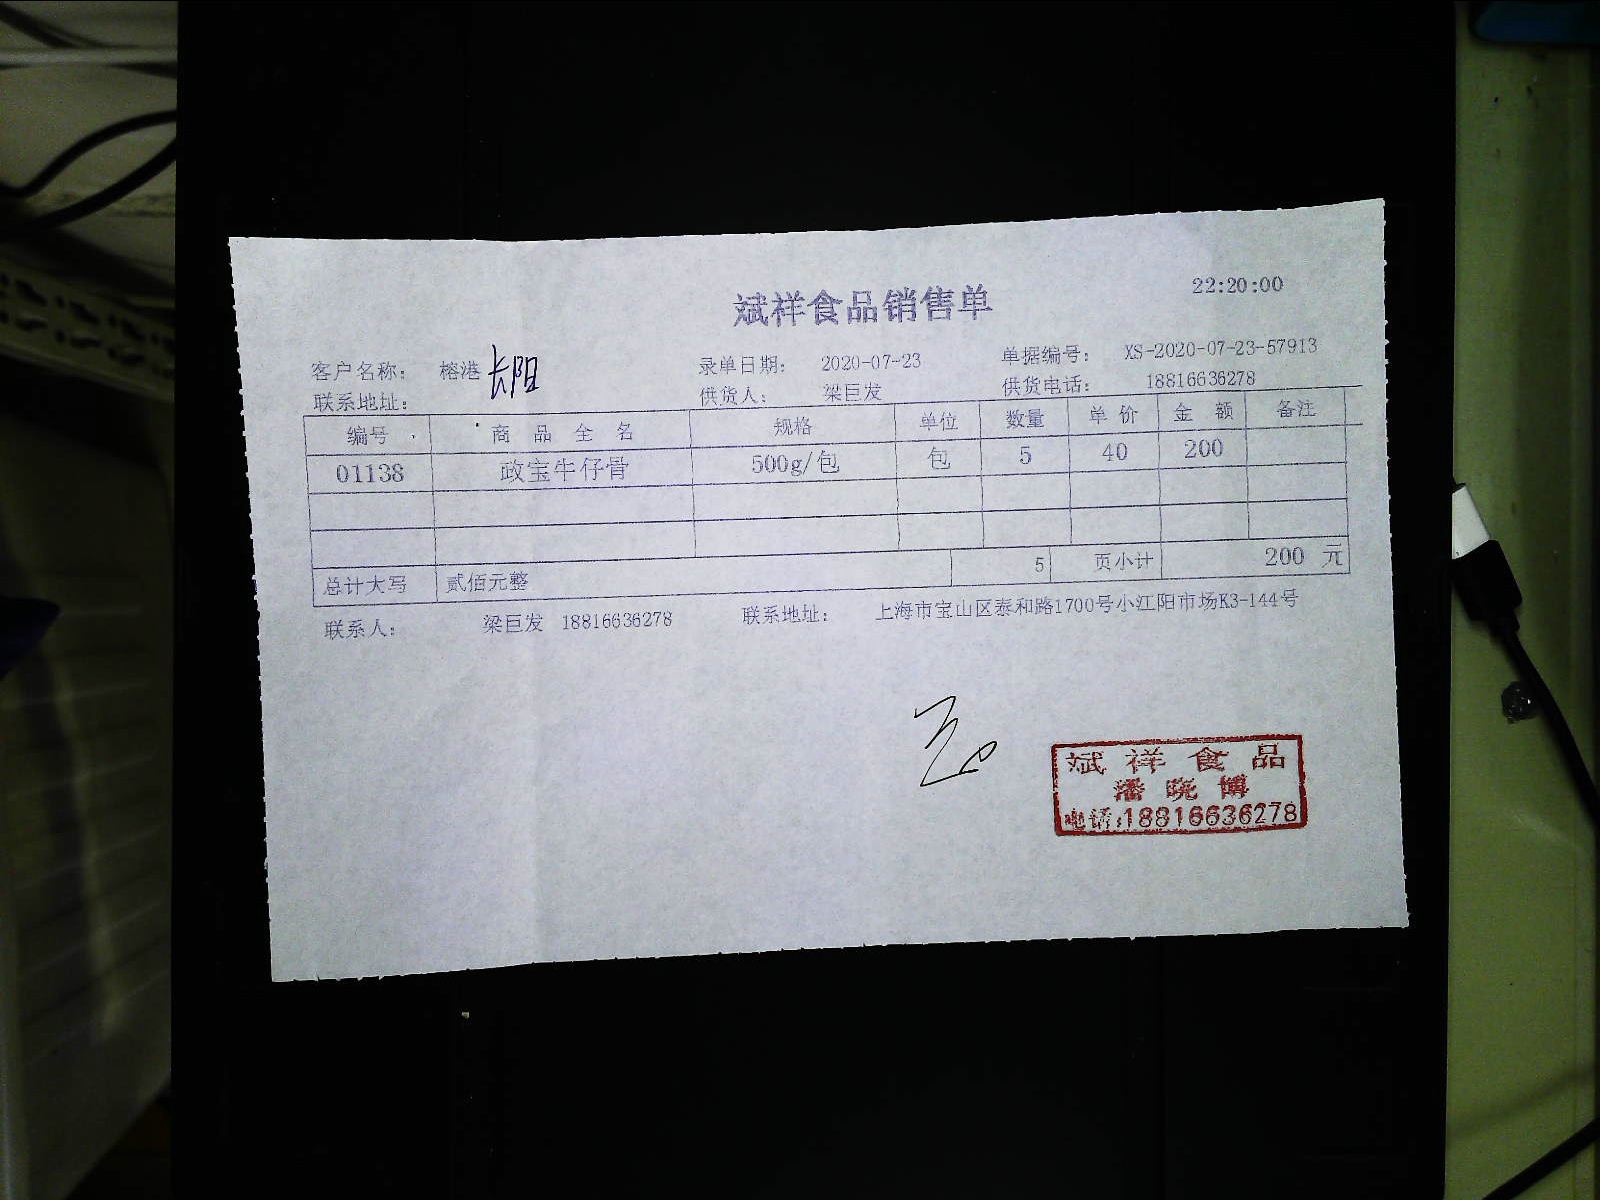 22:20:00
斌祥食品销售单
客户名称： 榕港 长阳 录单日期： 2020-07-23 单据编号： XS-2020-07-23-57913
联系地址： 供货人： 梁巨发 供货电话： 18816636278
编号 商品全名 规格 单位 数量 单价 金额 备注
01138 政宝牛仔骨 500g/包 包 5 40 200
总计大写 贰佰元整 5 页小计 200 元
联系人： 梁巨发 18816636278 联系地址： 上海市宝山区泰和路1700号小江阳市场K3-144号
斌祥食品
潘晓博
电话:18816636278